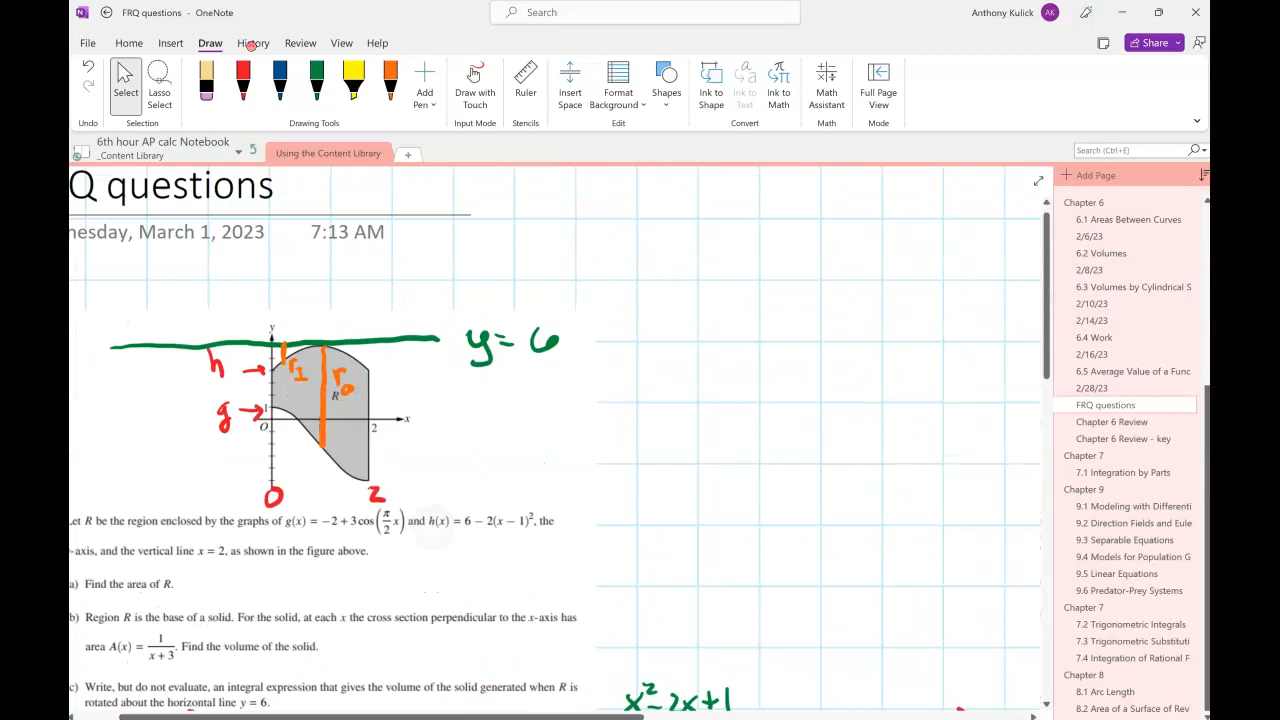 FRQ questions - OneNote
Search
Anthony Kulick AK
File Home Insert Draw History Review View Help
Share
Select
Lasso Select
Add Pen
Draw with Touch
Ruler
Insert Space
Format Background
Shapes
Ink to Shape
Ink to Text
Ink to Math
Math Assistant
Full Page View
Undo Selection Drawing Tools Input Mode Stencils Edit Convert Math Mode
6th hour AP calc Notebook
_Content Library
5
Using the Content Library
+
Search (Ctrl+E)
Q questions
nesday, March 1, 2023 7:13 AM
Add Page
Chapter 6
6.1 Areas Between Curves
2/6/23
6.2 Volumes
2/8/23
6.3 Volumes by Cylindrical S
2/10/23
2/14/23
6.4 Work
2/16/23
6.5 Average Value of a Func
2/28/23
FRQ questions
Chapter 6 Review
Chapter 6 Review - key
Chapter 7
7.1 Integration by Parts
Chapter 9
9.1 Modeling with Differenti
9.2 Direction Fields and Eule
9.3 Separable Equations
9.4 Models for Population G
9.5 Linear Equations
9.6 Predator-Prey Systems
Chapter 7
7.2 Trigonometric Integrals
7.3 Trigonometric Substituti
7.4 Integration of Rational F
Chapter 8
8.1 Arc Length
8.2 Area of a Surface of Rev
y
y = 6
h
r₁
r₀
R
g
1
O
x
2
0
2
Let R be the region enclosed by the graphs of g(x) = −2 + 3 cos(π/2 x) and h(x) = 6 − 2(x − 1)², the
-axis, and the vertical line x = 2, as shown in the figure above.
a) Find the area of R.
b) Region R is the base of a solid. For the solid, at each x the cross section perpendicular to the x-axis has
area A(x) = 1/(x + 3). Find the volume of the solid.
c) Write, but do not evaluate, an integral expression that gives the volume of the solid generated when R is
rotated about the horizontal line y = 6.
x² − 2x + 1